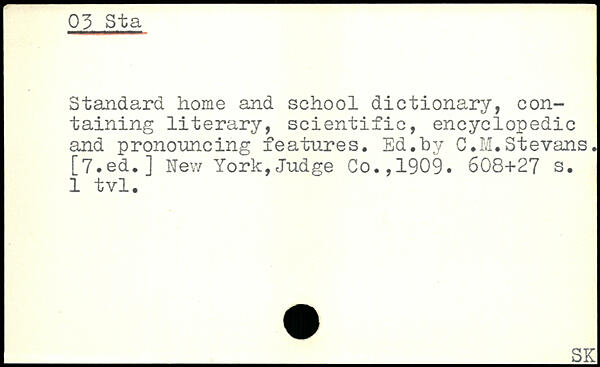 03 Sta
Standard home and school dictionary, con-
taining literary, scientific, encyclopedic
and pronouncing features. Ed.by C.M.Stevans.
[7.ed.] New York,Judge Co.,1909. 608+27 s.
1 tvl.
SK